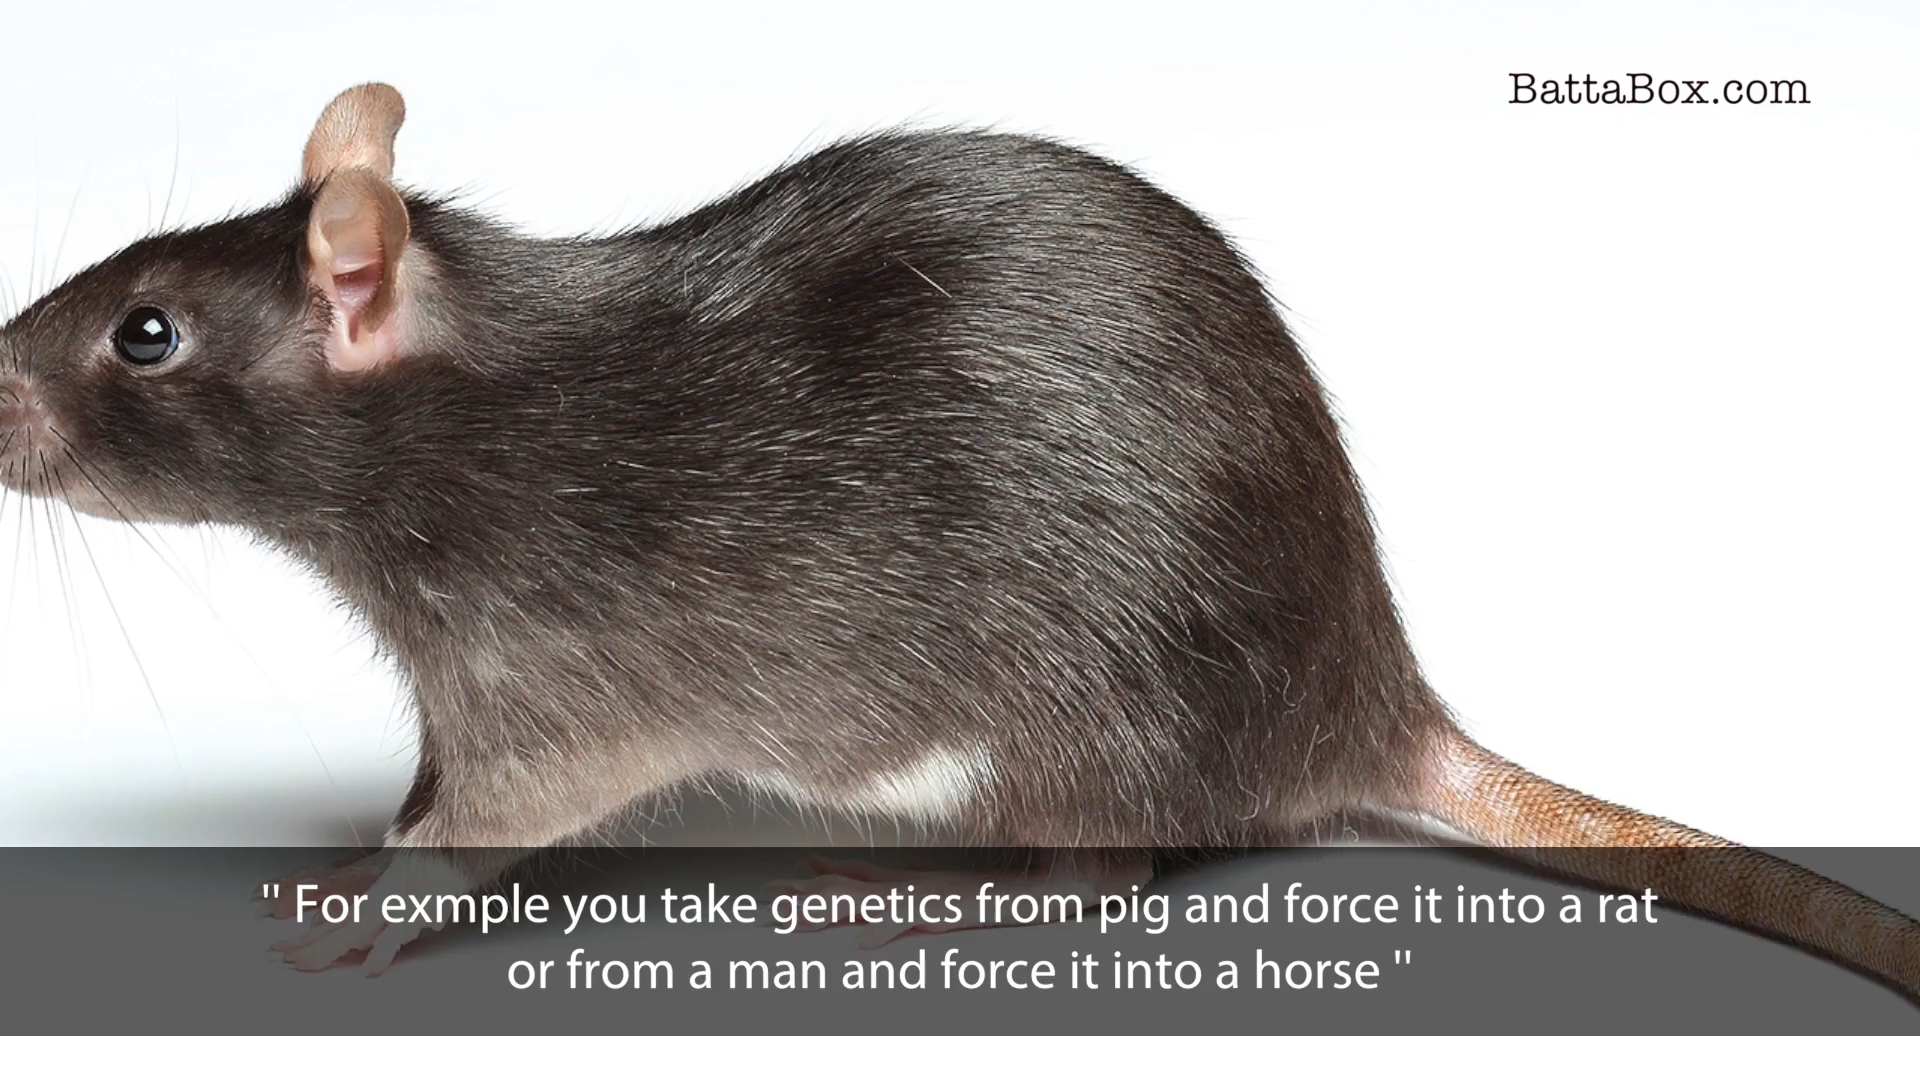 BattaBox.com
" For exmple you take genetics from pig and force it into a rat
or from a man and force it into a horse "